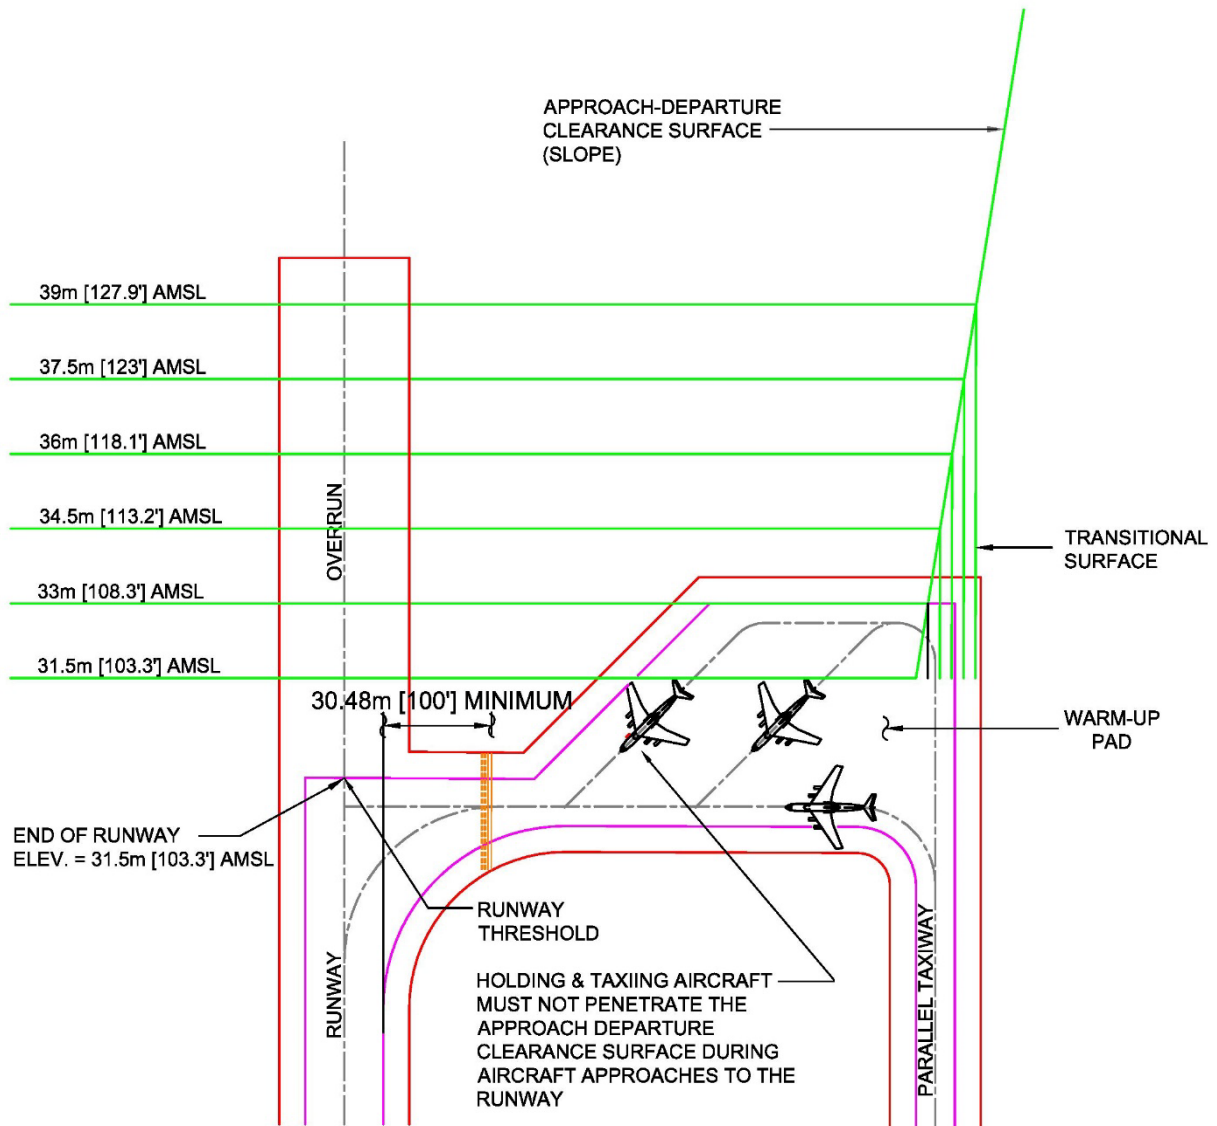 APPROACH-DEPARTURE
CLEARANCE SURFACE
(SLOPE)
39m [127.9'] AMSL
37.5m [123'] AMSL
36m [118.1'] AMSL
34.5m [113.2'] AMSL
33m [108.3'] AMSL
31.5m [103.3'] AMSL
OVERRUN
TRANSITIONAL
SURFACE
30.48m [100'] MINIMUM
WARM-UP
PAD
END OF RUNWAY
ELEV. = 31.5m [103.3'] AMSL
RUNWAY
THRESHOLD
RUNWAY
HOLDING & TAXIING AIRCRAFT
MUST NOT PENETRATE THE
APPROACH DEPARTURE
CLEARANCE SURFACE DURING
AIRCRAFT APPROACHES TO THE
RUNWAY
PARALLEL TAXIWAY